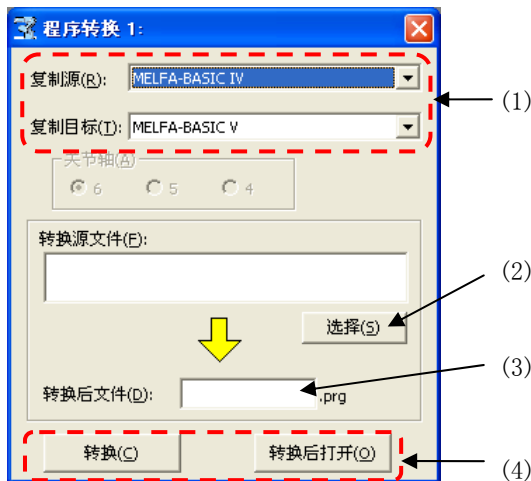 程序转换 1:
复制源(R): MELFA-BASIC IV
(1)
复制目标(T): MELFA-BASIC V
关节轴(A)
6 5 4
转换源文件(F):
(2)
选择(S)
(3)
转换后文件(D): .prg
转换(C) 转换后打开(O)
(4)